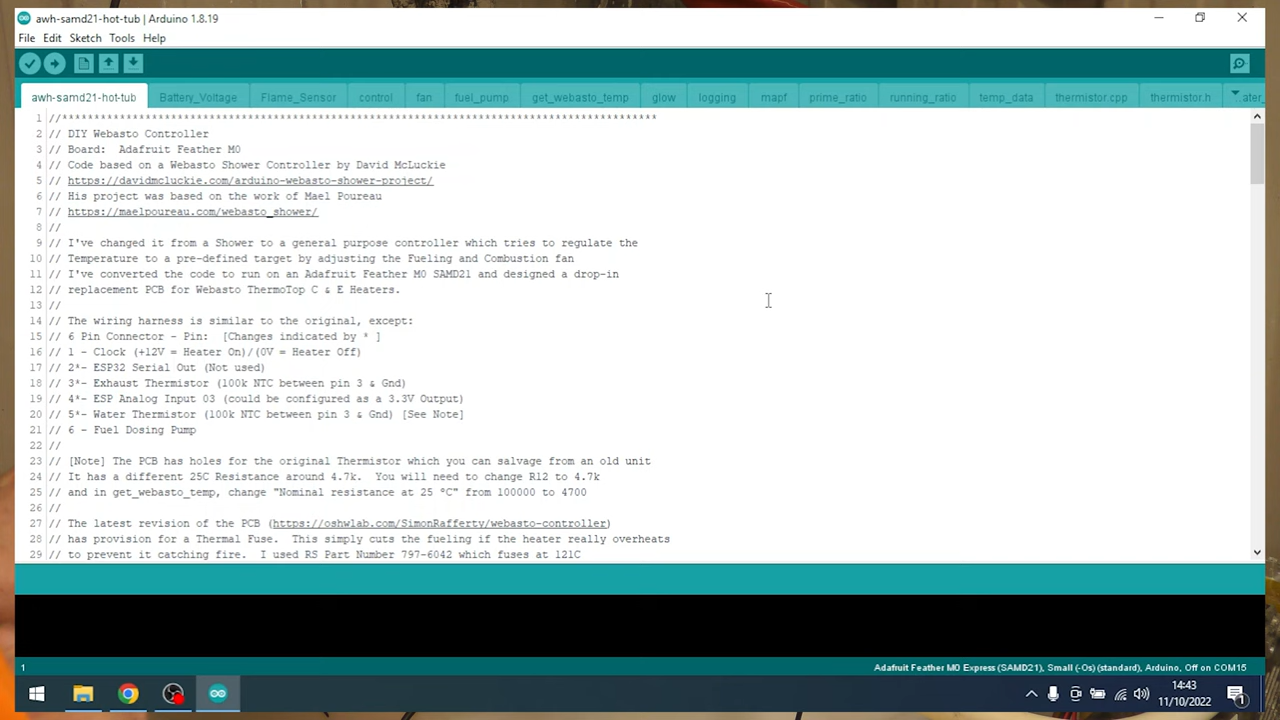 awh-samd21-hot-tub | Arduino 1.8.19
File Edit Sketch Tools Help
awh-samd21-hot-tub Battery_Voltage Flame_Sensor control fan fuel_pump get_webasto_temp glow logging mapf prime_ratio running_ratio temp_data thermistor.cpp thermistor.h ater_
1 //***********************************************************************
2 // DIY Webasto Controller
3 // Board:  Adafruit Feather M0
4 // Code based on a Webasto Shower Controller by David McLuckie
5 // https://davidmcluckie.com/arduino-webasto-shower-project/
6 // His project was based on the work of Mael Poureau
7 // https://maelpoureau.com/webasto_shower/
8 //
9 // I've changed it from a Shower to a general purpose controller which tries to regulate the
10 // Temperature to a pre-defined target by adjusting the Fueling and Combustion fan
11 // I've converted the code to run on an Adafruit Feather M0 SAMD21 and designed a drop-in
12 // replacement PCB for Webasto ThermoTop C & E Heaters.
13 //
14 // The wiring harness is similar to the original, except:
15 // 6 Pin Connector - Pin:  [Changes indicated by * ]
16 // 1 - Clock (+12V = Heater On)/(0V = Heater Off)
17 // 2*- ESP32 Serial Out (Not used)
18 // 3*- Exhaust Thermistor (100k NTC between pin 3 & Gnd)
19 // 4*- ESP Analog Input 03 (could be configured as a 3.3V Output)
20 // 5*- Water Thermistor (100k NTC between pin 3 & Gnd) [See Note]
21 // 6 - Fuel Dosing Pump
22 //
23 // [Note] The PCB has holes for the original Thermistor which you can salvage from an old unit
24 // It has a different 25C Resistance around 4.7k.  You will need to change R12 to 4.7k
25 // and in get_webasto_temp, change "Nominal resistance at 25 ºC" from 100000 to 4700
26 //
27 // The latest revision of the PCB (https://oshwlab.com/SimonRafferty/webasto-controller)
28 // has provision for a Thermal Fuse.  This simply cuts the fueling if the heater really overheats
29 // to prevent it catching fire.  I used RS Part Number 797-6042 which fuses at 121C
1 Adafruit Feather M0 Express (SAMD21), Small (-Os) (standard), Arduino, Off on COM15
14:43
11/10/2022
1